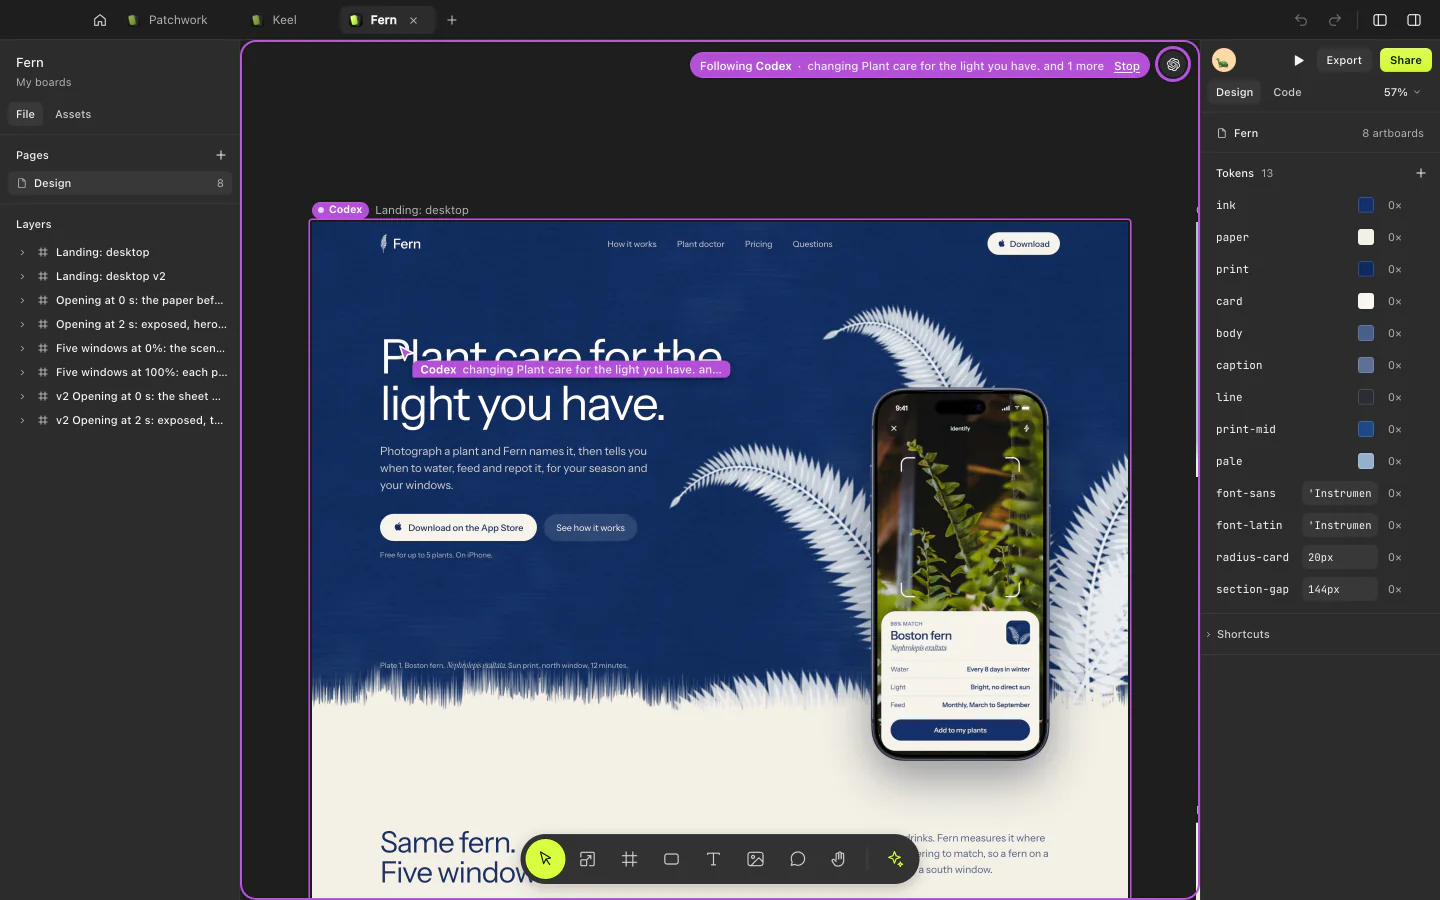 Patchwork
Keel
Fern
Fern
My boards
File
Assets
Pages
Design
8
Layers
Landing: desktop
Landing: desktop v2
Opening at 0 s: the paper bef...
Opening at 2 s: exposed, hero...
Five windows at 0%: the scen...
Five windows at 100%: each p...
v2 Opening at 0 s: the sheet ...
v2 Opening at 2 s: exposed, t...
Following Codex · changing Plant care for the light you have. and 1 more Stop
Codex
Landing: desktop
Fern
How it works
Plant doctor
Pricing
Questions
Download
Plant care for the
Codex changing Plant care for the light you have. an...
light you have.
Photograph a plant and Fern names it, then tells you
when to water, feed and repot it, for your season and
your windows.
Download on the App Store
See how it works
Free for up to 5 plants. On iPhone.
Plate 1. Boston fern. Nephrolepis exaltata. Sun print, north window, 12 minutes.
9:41
Identify
98% MATCH
Boston fern
Nephrolepis exaltata
Water
Every 8 days in winter
Light
Bright, no direct sun
Feed
Monthly, March to September
Add to my plants
Same fern.
Five window
drinks. Fern measures it where
ering to match, so a fern on a
a south window.
Export
Share
Design
Code
57%
Fern
8 artboards
Tokens 13
ink
0×
paper
0×
print
0×
card
0×
body
0×
caption
0×
line
0×
print-mid
0×
pale
0×
font-sans
'Instrumen
0×
font-latin
'Instrumen
0×
radius-card
20px
0×
section-gap
144px
0×
Shortcuts